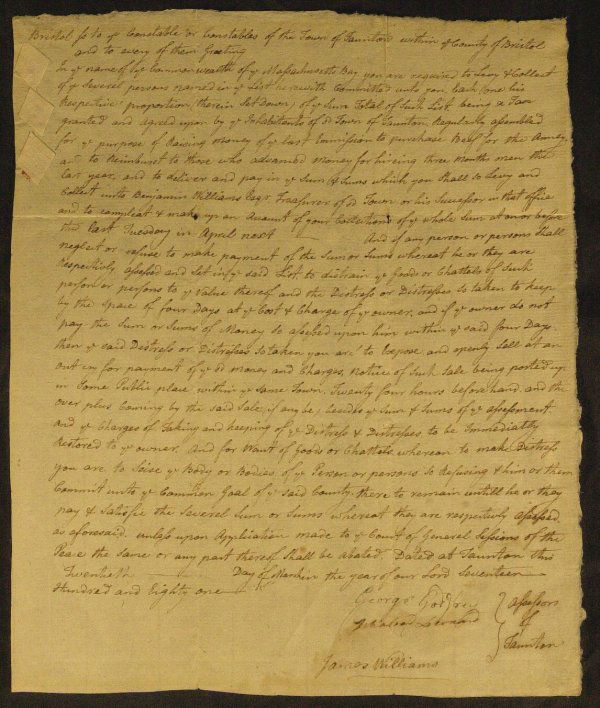 Bristol ss To ye Constable or Constables of the Town of Taunton within ye County of Bristol
and to every of them Greeting
In ye name of ye Commonwealth of ye Massachusetts Bay you are required to Levy & Collect
of ye Several persons named in ye List herewith Committed unto you Each one his
Respective proportion, therein Set down, of ye Sum Total of Such List being a Tax
granted and agreed upon by ye Inhabitants of sd Town of Taunton Regularly assembled
for ye purpose of Raising money of ye last Emission to purchase Beef for the Army,
and to Reimburst to those who advanced Money for hireing three Months men the
last year, and to deliver and pay in ye Sum & Sums which you Shall So Levy and
Collect unto Benjamin Williams Esqr Treasurer of sd Town or his Successor in that office
and to compleat & make up an Account of your Collections of ye whole Sum at or before
the last Tuesday in April next And if any person or persons Shall
neglect or refuse to make payment of the Sum or Sums whereat he or they are
Respectively assessed and Set in ye said List, to distrain ye Goods or Chattels of Such
person or persons to ye Value thereof and the Distress or Distresses So taken to keep
by the Space of four Days at ye Cost & Charge of ye owner, and if ye owner do not
pay the Sum or Sums of Money So assessed upon him within ye said four Days
then ye said Distress or Distresses So taken you are to Expose and openly Sell at an
out cry for payment of ye sd money and Charges, Notice of Such Sale being posted up
in Some Public place within ye Same Town, Twenty four hours beforehand and the
over plus Coming by the said Sale, if any be, besides ye Sum & Sums of ye assessment
and ye Charges of Taking and keeping of ye Distress & Distresses to be Immediately
Restored to ye owner. And for Want of Goods or Chattels whereon to make Distress
you are to Seize ye Body or Bodies of ye Person or persons So Refusing & him or them
Commit unto ye Common Goal of ye said County, there to remain untill he or they
pay & Satisfie the Several Sum or Sums whereat they are respectively assessed
as aforesaid. unless upon Application made to ye Court of General Sessions of the
Peace the Same or any part thereof Shall be Abated. Dated at Taunton this
Twentieth Day of March in the year of our Lord Seventeen
Hundred and Eighty one
George Godfrey
Leonard
James Williams
Assessors
of
Taunton